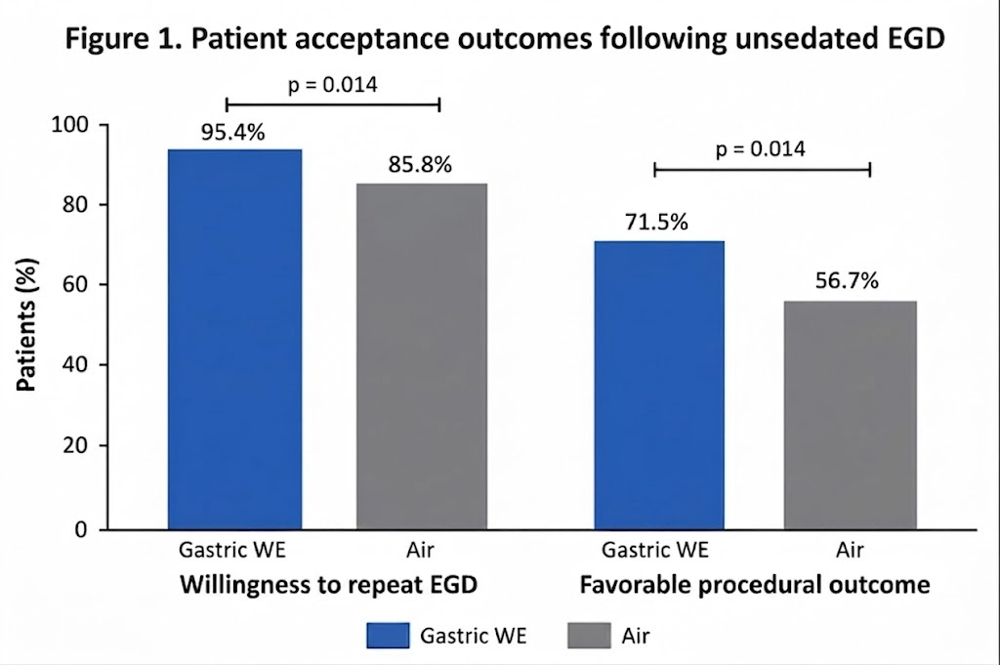 Figure 1. Patient acceptance outcomes following unsedated EGD
p = 0.014
95.4%
85.8%
p = 0.014
71.5%
56.7%
Patients (%)
100
80
60
40
20
0
Gastric WE
Air
Gastric WE
Air
Willingness to repeat EGD
Favorable procedural outcome
Gastric WE
Air